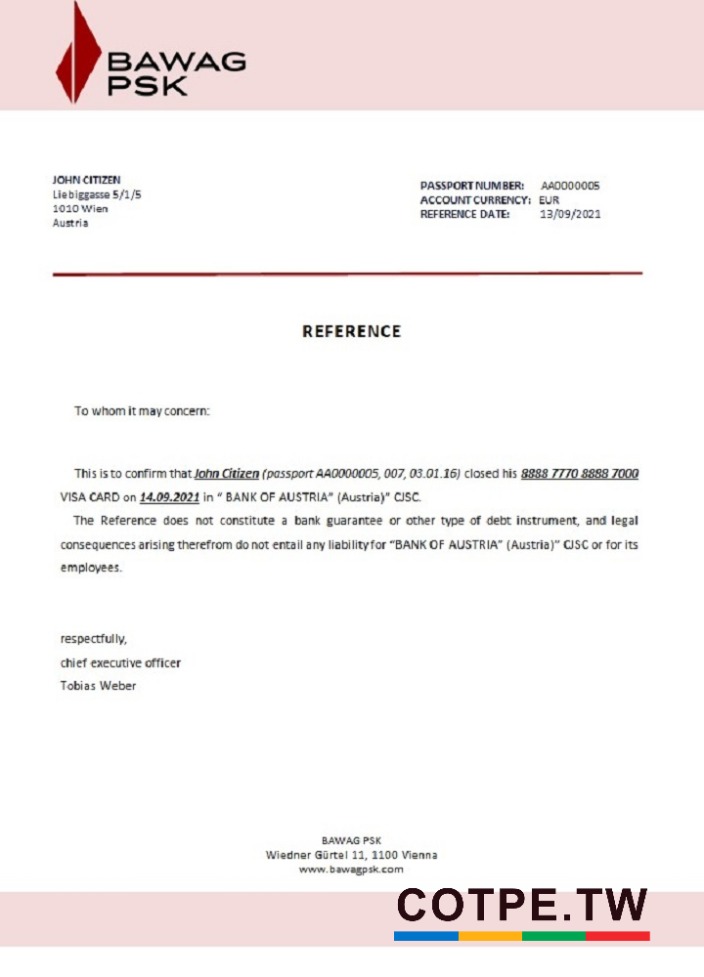 BAWAG
PSK
JOHN CITIZEN
Liebiggasse 5/1/5
1010 Wien
Austria
PASSPORT NUMBER: AA0000005
ACCOUNT CURRENCY: EUR
REFERENCE DATE: 13/09/2021
REFERENCE
To whom it may concern:
This is to confirm that John Citizen (passport AA0000005, 007, 03.01.16) closed his 8888 7770 8888 7000
VISA CARD on 14.09.2021 in “ BANK OF AUSTRIA” (Austria)” CJSC.
The Reference does not constitute a bank guarantee or other type of debt instrument, and legal
consequences arising therefrom do not entail any liability for “BANK OF AUSTRIA” (Austria)” CJSC or for its
employees.
respectfully,
chief executive officer
Tobias Weber
BAWAG PSK
Wiedner Gürtel 11, 1100 Vienna
www.bawagpsk.com
COTPE.TW